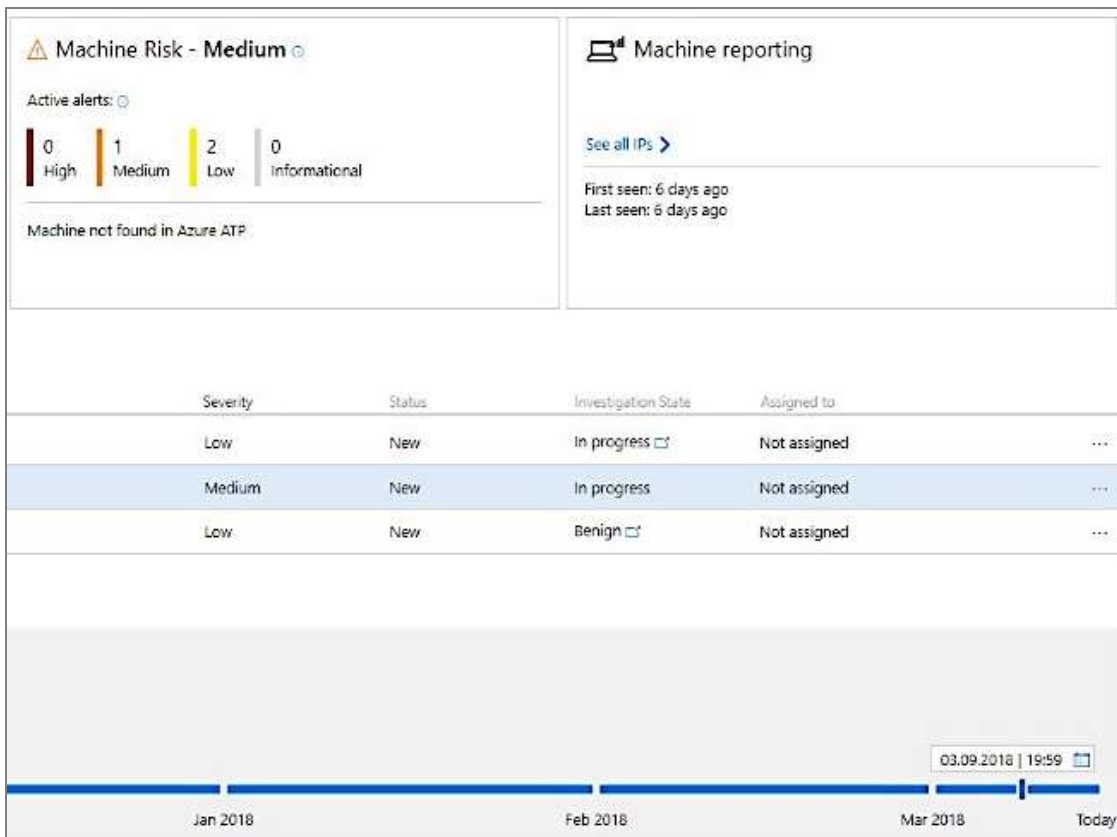 Machine Risk - Medium
Active alerts:
0 High
1 Medium
2 Low
0 Informational
Machine not found in Azure ATP
Machine reporting
See all IPs
First seen: 6 days ago
Last seen: 6 days ago
Severity Status Investigation State Assigned to
Low New In progress Not assigned ...
Medium New In progress Not assigned ...
Low New Benign Not assigned ...
03.09.2018 | 19:59
Jan 2018 Feb 2018 Mar 2018 Today